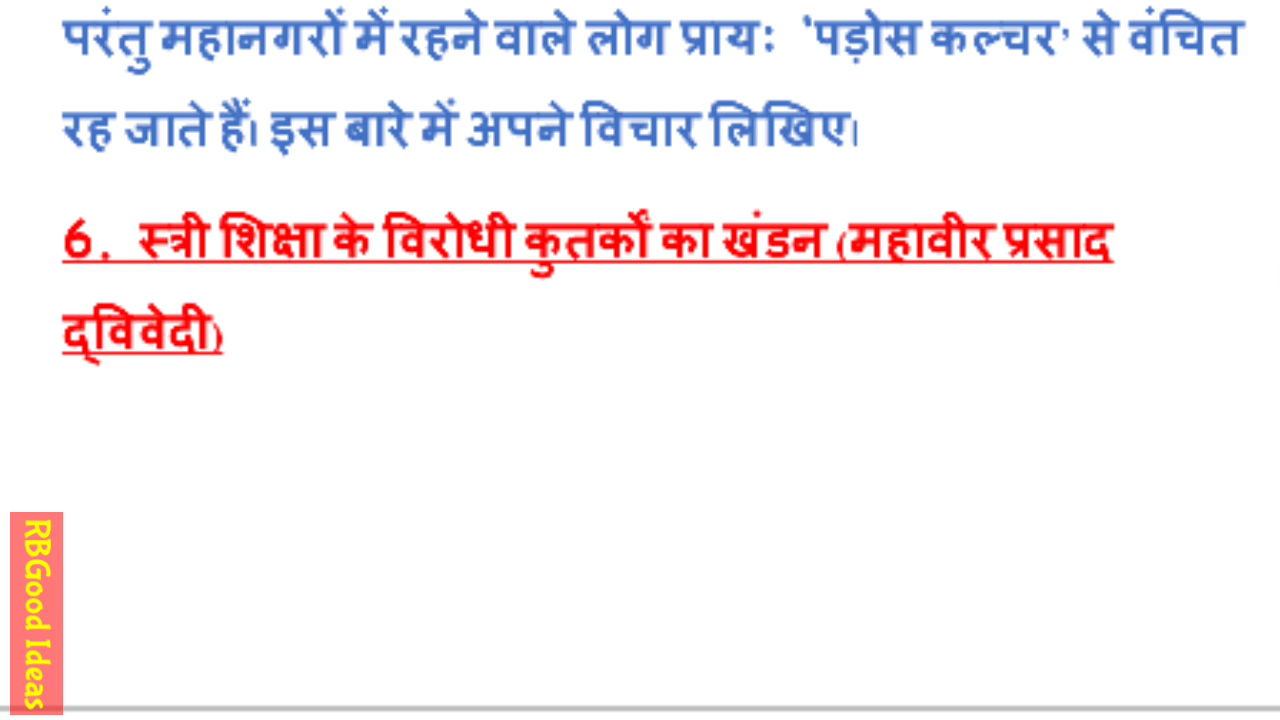 परंतु महानगरों में रहने वाले लोग प्रायः 'पड़ोस कल्चर' से वंचित
रह जाते हैं। इस बारे में अपने विचार लिखिए।
6. स्त्री शिक्षा के विरोधी कुतर्कों का खंडन (महावीर प्रसाद
द्विवेदी)
RBGood Ideas